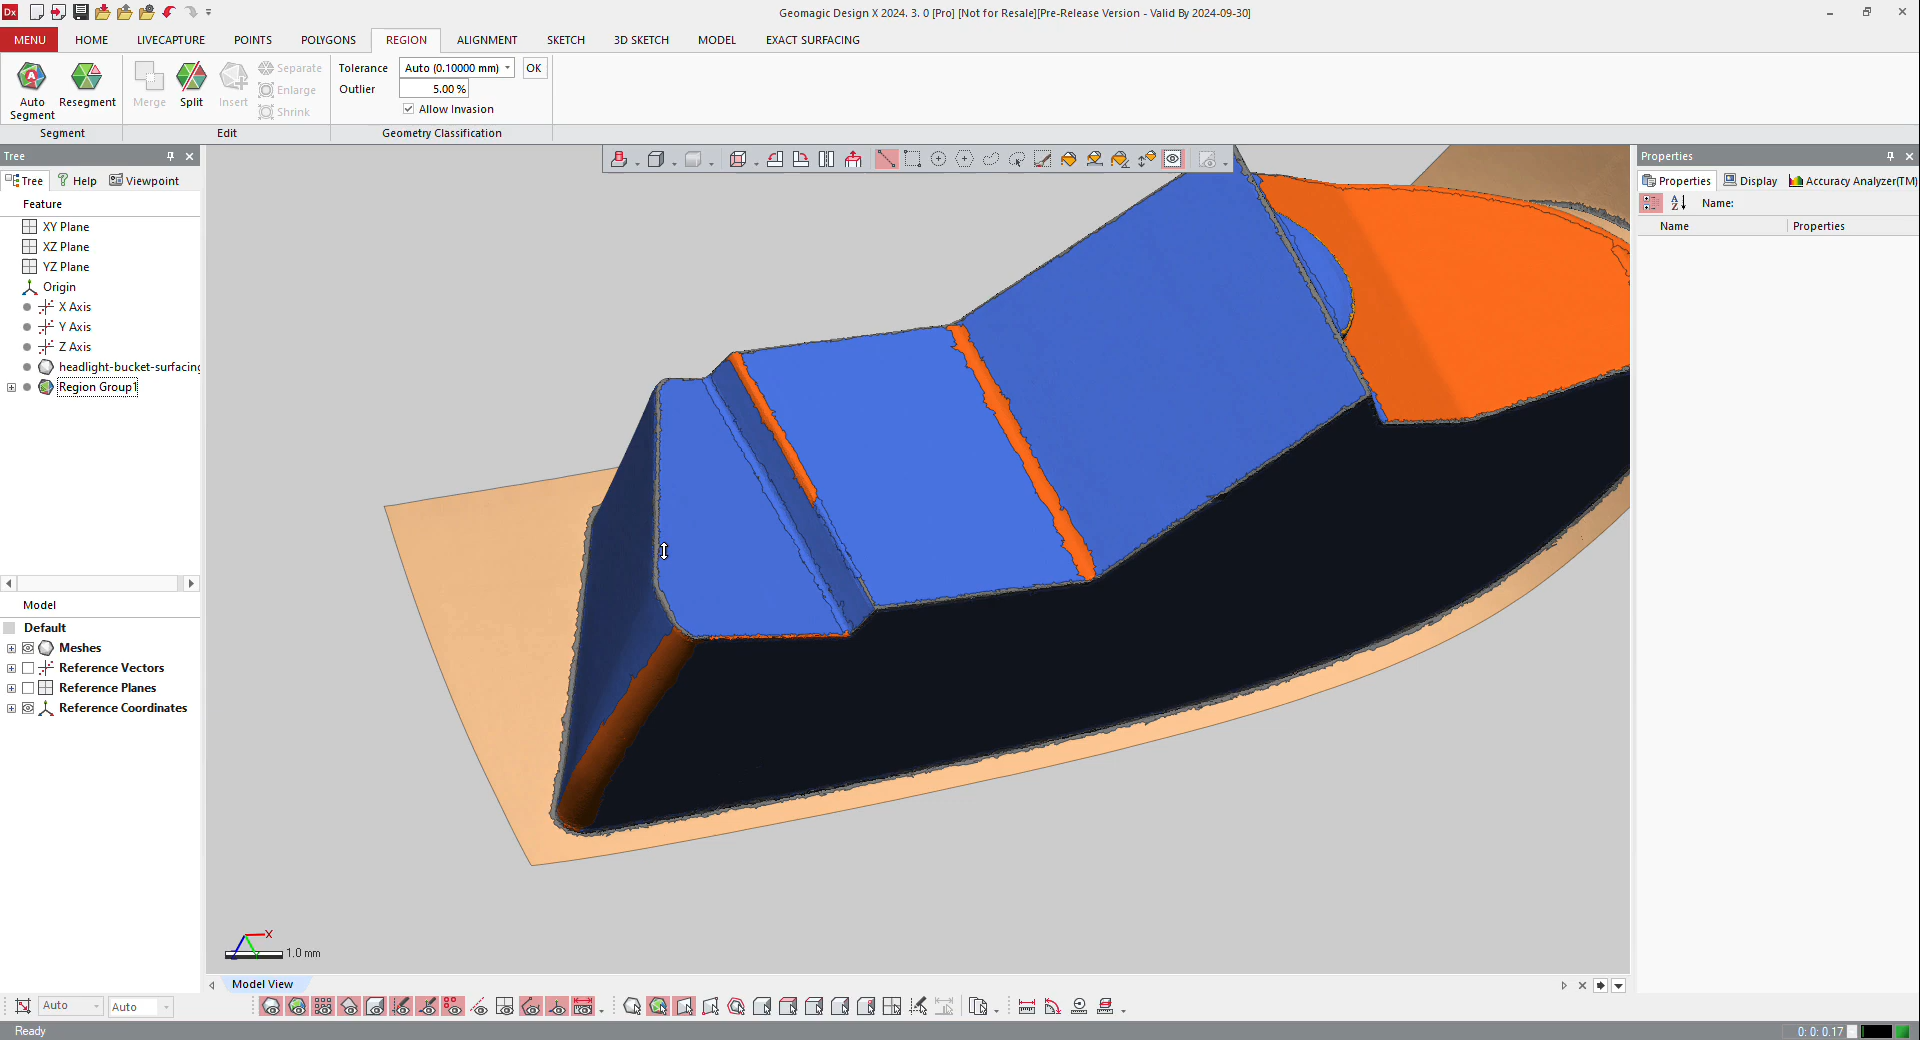 Dx
Geomagic Design X 2024. 3. 0 [Pro] [Not for Resale][Pre-Release Version - Valid By 2024-09-30]
MENU HOME LIVECAPTURE POINTS POLYGONS REGION ALIGNMENT SKETCH 3D SKETCH MODEL EXACT SURFACING
Auto Segment
Resegment
Merge
Split
Insert
Separate
Enlarge
Shrink
Tolerance Auto (0.10000 mm) OK
Outlier 5.00 %
Allow Invasion
Segment Edit Geometry Classification
Tree
Tree Help Viewpoint
Feature
XY Plane
XZ Plane
YZ Plane
Origin
X Axis
Y Axis
Z Axis
headlight-bucket-surfacing
Region Group1
Model
Default
Meshes
Reference Vectors
Reference Planes
Reference Coordinates
Properties
Properties Display Accuracy Analyzer(TM)
Name:
Name Properties
X
1.0 mm
Model View
Auto Auto
Ready
0: 0: 0.17